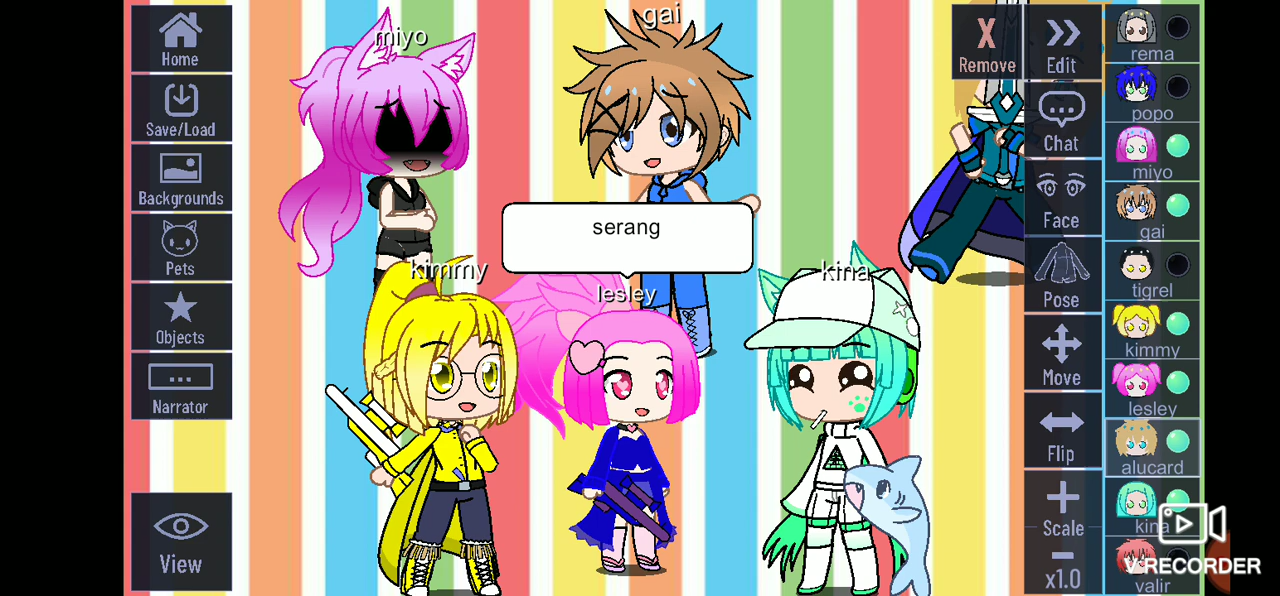 Home
Save/Load
Backgrounds
Pets
Objects
...
Narrator
View
miyo
gai
serang
kimmy
lesley
kina
X
Remove
Edit
...
Chat
Face
Pose
Move
Flip
Scale
x1.0
rema
popo
miyo
gai
tigrel
kimmy
lesley
alucard
kina
valir
V RECORDER